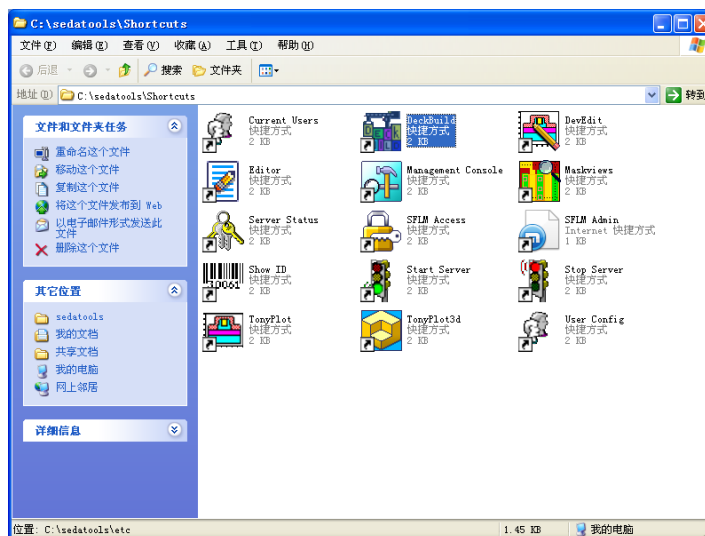 C:\sedatools\Shortcuts
文件(F) 编辑(E) 查看(V) 收藏(A) 工具(T) 帮助(H)
后退 搜索 文件夹
地址(D) C:\sedatools\Shortcuts 转到
文件和文件夹任务
重命名这个文件
移动这个文件
复制这个文件
将这个文件发布到 Web
以电子邮件形式发送此
文件
删除这个文件
其它位置
sedatools
我的文档
共享文档
我的电脑
网上邻居
详细信息
Current Users
快捷方式
2 KB
DeckBuild
快捷方式
2 KB
DevEdit
快捷方式
2 KB
Editor
快捷方式
2 KB
Management Console
快捷方式
2 KB
Maskviews
快捷方式
2 KB
Server Status
快捷方式
2 KB
SFLM Access
快捷方式
2 KB
SFLM Admin
Internet 快捷方式
1 KB
10061
Show ID
快捷方式
2 KB
Start Server
快捷方式
2 KB
Stop Server
快捷方式
2 KB
TonyPlot
快捷方式
2 KB
TonyPlot3d
快捷方式
2 KB
User Config
快捷方式
2 KB
位置: C:\sedatools\etc 1.45 KB 我的电脑